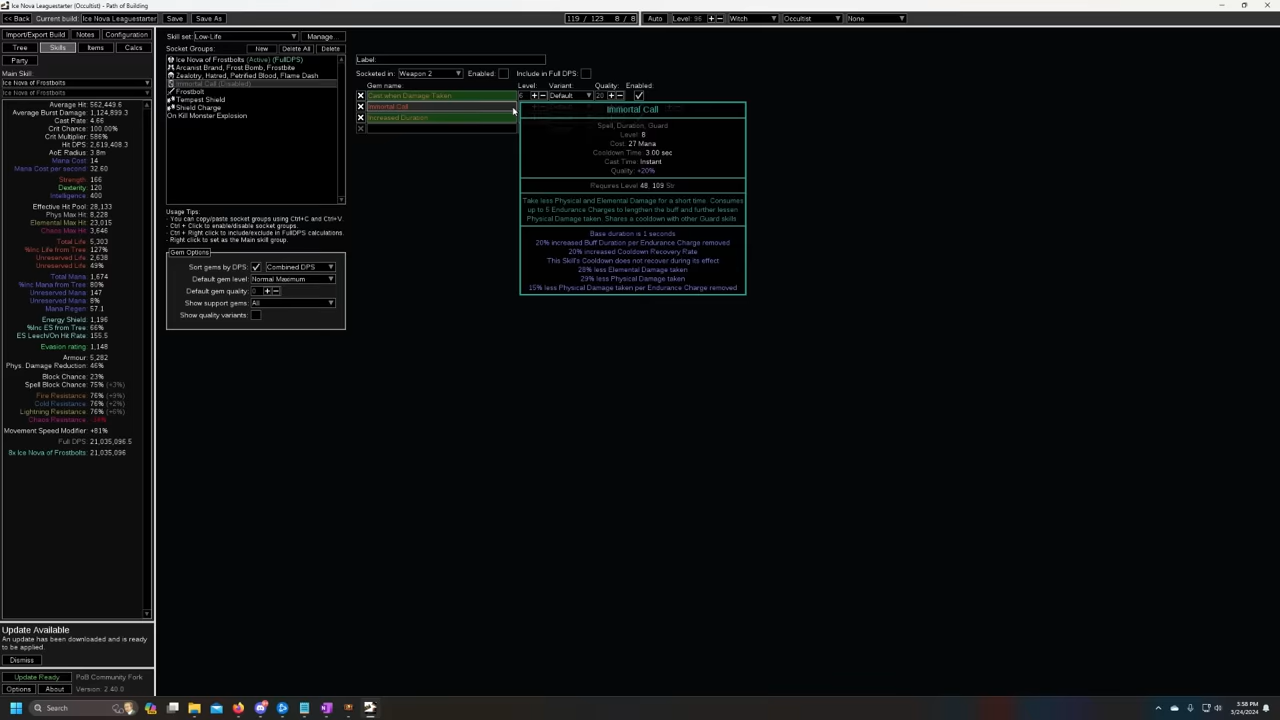 Ice Nova Leaguestarter (Occultist) - Path of Building
<< Back
Current build: Ice Nova Leaguestarter
Save
Save As
119 / 123 8 / 8
Auto
Level: 96
Witch
Occultist
None
Import/Export Build
Notes
Configuration
Tree
Skills
Items
Calcs
Party
Main Skill:
Ice Nova of Frostbolts
Ice Nova of Frostbolts
Average Hit: 562,449.6
Average Burst Damage: 1,124,899.3
Cast Rate: 4.66
Crit Chance: 100.00%
Crit Multiplier: 586%
Hit DPS: 2,619,408.3
AoE Radius: 3.8m
Mana Cost: 14
Mana Cost per second: 32.60
Strength: 166
Dexterity: 120
Intelligence: 400
Effective Hit Pool: 28,133
Phys Max Hit: 8,228
Elemental Max Hit: 23,015
Chaos Max Hit: 3,646
Total Life: 5,303
%Inc Life from Tree: 127%
Unreserved Life: 2,638
Unreserved Life: 49%
Total Mana: 1,674
%Inc Mana from Tree: 80%
Unreserved Mana: 147
Unreserved Mana: 8%
Mana Regen: 57.1
Energy Shield: 1,196
%Inc ES from Tree: 66%
ES Leech/On Hit Rate: 155.5
Evasion rating: 1,148
Armour: 5,282
Phys. Damage Reduction: 46%
Block Chance: 23%
Spell Block Chance: 75% (+3%)
Fire Resistance: 76% (+9%)
Cold Resistance: 76% (+2%)
Lightning Resistance: 76% (+6%)
Chaos Resistance:
Movement Speed Modifier: +81%
Full DPS: 21,035,096.5
8x Ice Nova of Frostbolts: 21,035,096
Update Available
An update has been downloaded and is ready
to be applied.
Dismiss
Update Ready
PoB Community Fork
Options
About
Version: 2.40.0
Skill set: Low-Life
Manage...
Socket Groups:
New
Delete All
Delete
Ice Nova of Frostbolts (Active) (FullDPS)
Arcanist Brand, Frost Bomb, Frostbite
Zealotry, Hatred, Petrified Blood, Flame Dash
Immortal Call (Disabled)
Frostbolt
Tempest Shield
Shield Charge
On Kill Monster Explosion
Usage Tips:
- You can copy/paste socket groups using Ctrl+C and Ctrl+V.
- Ctrl + Click to enable/disable socket groups.
- Ctrl + Right click to include/exclude in FullDPS calculations.
- Right click to set as the Main skill group.
Gem Options
Sort gems by DPS:
Combined DPS
Default gem level: Normal Maximum
Default gem quality: 0
Show support gems: All
Show quality variants:
Label:
Socketed in: Weapon 2
Enabled:
Include in Full DPS:
Gem name:
Level:
Variant:
Quality:
Enabled:
Cast when Damage Taken
6
Default
20
Immortal Call
Increased Duration
Immortal Call
Spell, Duration, Guard
Level: 8
Cost: 27 Mana
Cooldown Time: 3.00 sec
Cast Time: Instant
Quality: +20%
Requires Level 48, 109 Str
Take less Physical and Elemental Damage for a short time. Consumes
up to 5 Endurance Charges to lengthen the buff and further lessen
Physical Damage taken. Shares a cooldown with other Guard skills.
Base duration is 1 seconds
20% increased Buff Duration per Endurance Charge removed
20% increased Cooldown Recovery Rate
This Skill's Cooldown does not recover during its effect
28% less Elemental Damage taken
29% less Physical Damage taken
15% less Physical Damage taken per Endurance Charge removed
Search
3:58 PM
3/24/2024